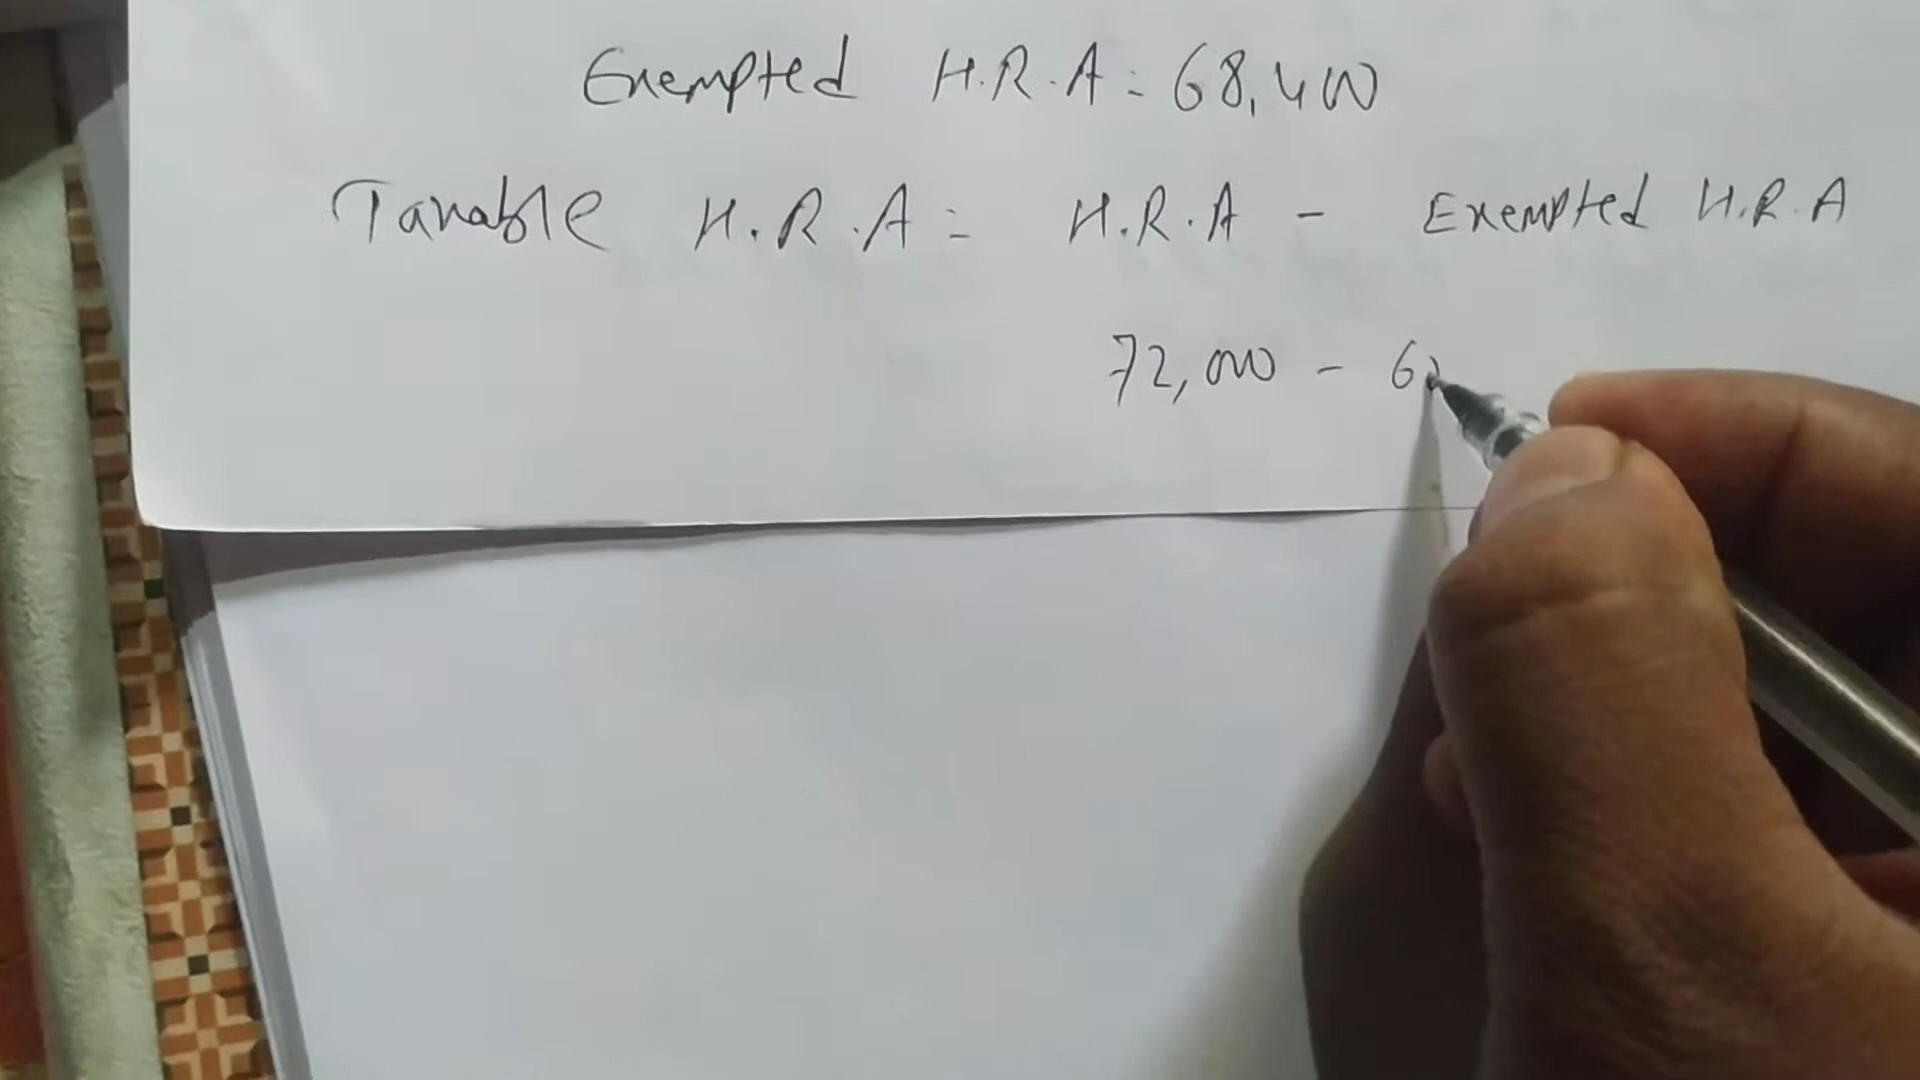 Exempted H.R.A = 68,400
Taxable H.R.A = H.R.A - Exempted H.R.A
72,000 - 6